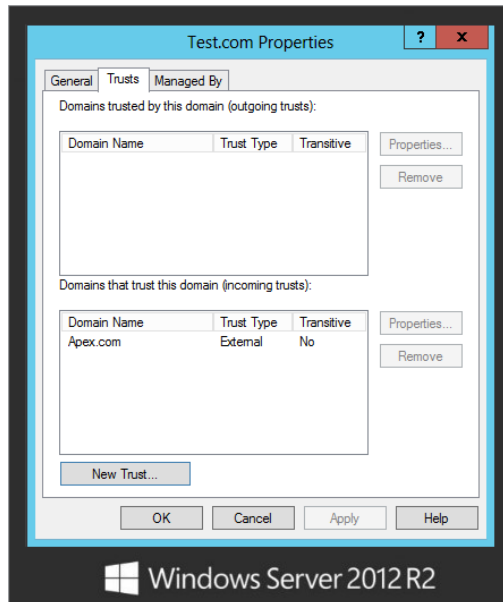 Test.com Properties
? x
General Trusts Managed By
Domains trusted by this domain (outgoing trusts):
Domain Name Trust Type Transitive
Properties...
Remove
Domains that trust this domain (incoming trusts):
Domain Name Trust Type Transitive
Properties...
Apex.com External No
Remove
New Trust...
OK Cancel Apply Help
Windows Server 2012 R2